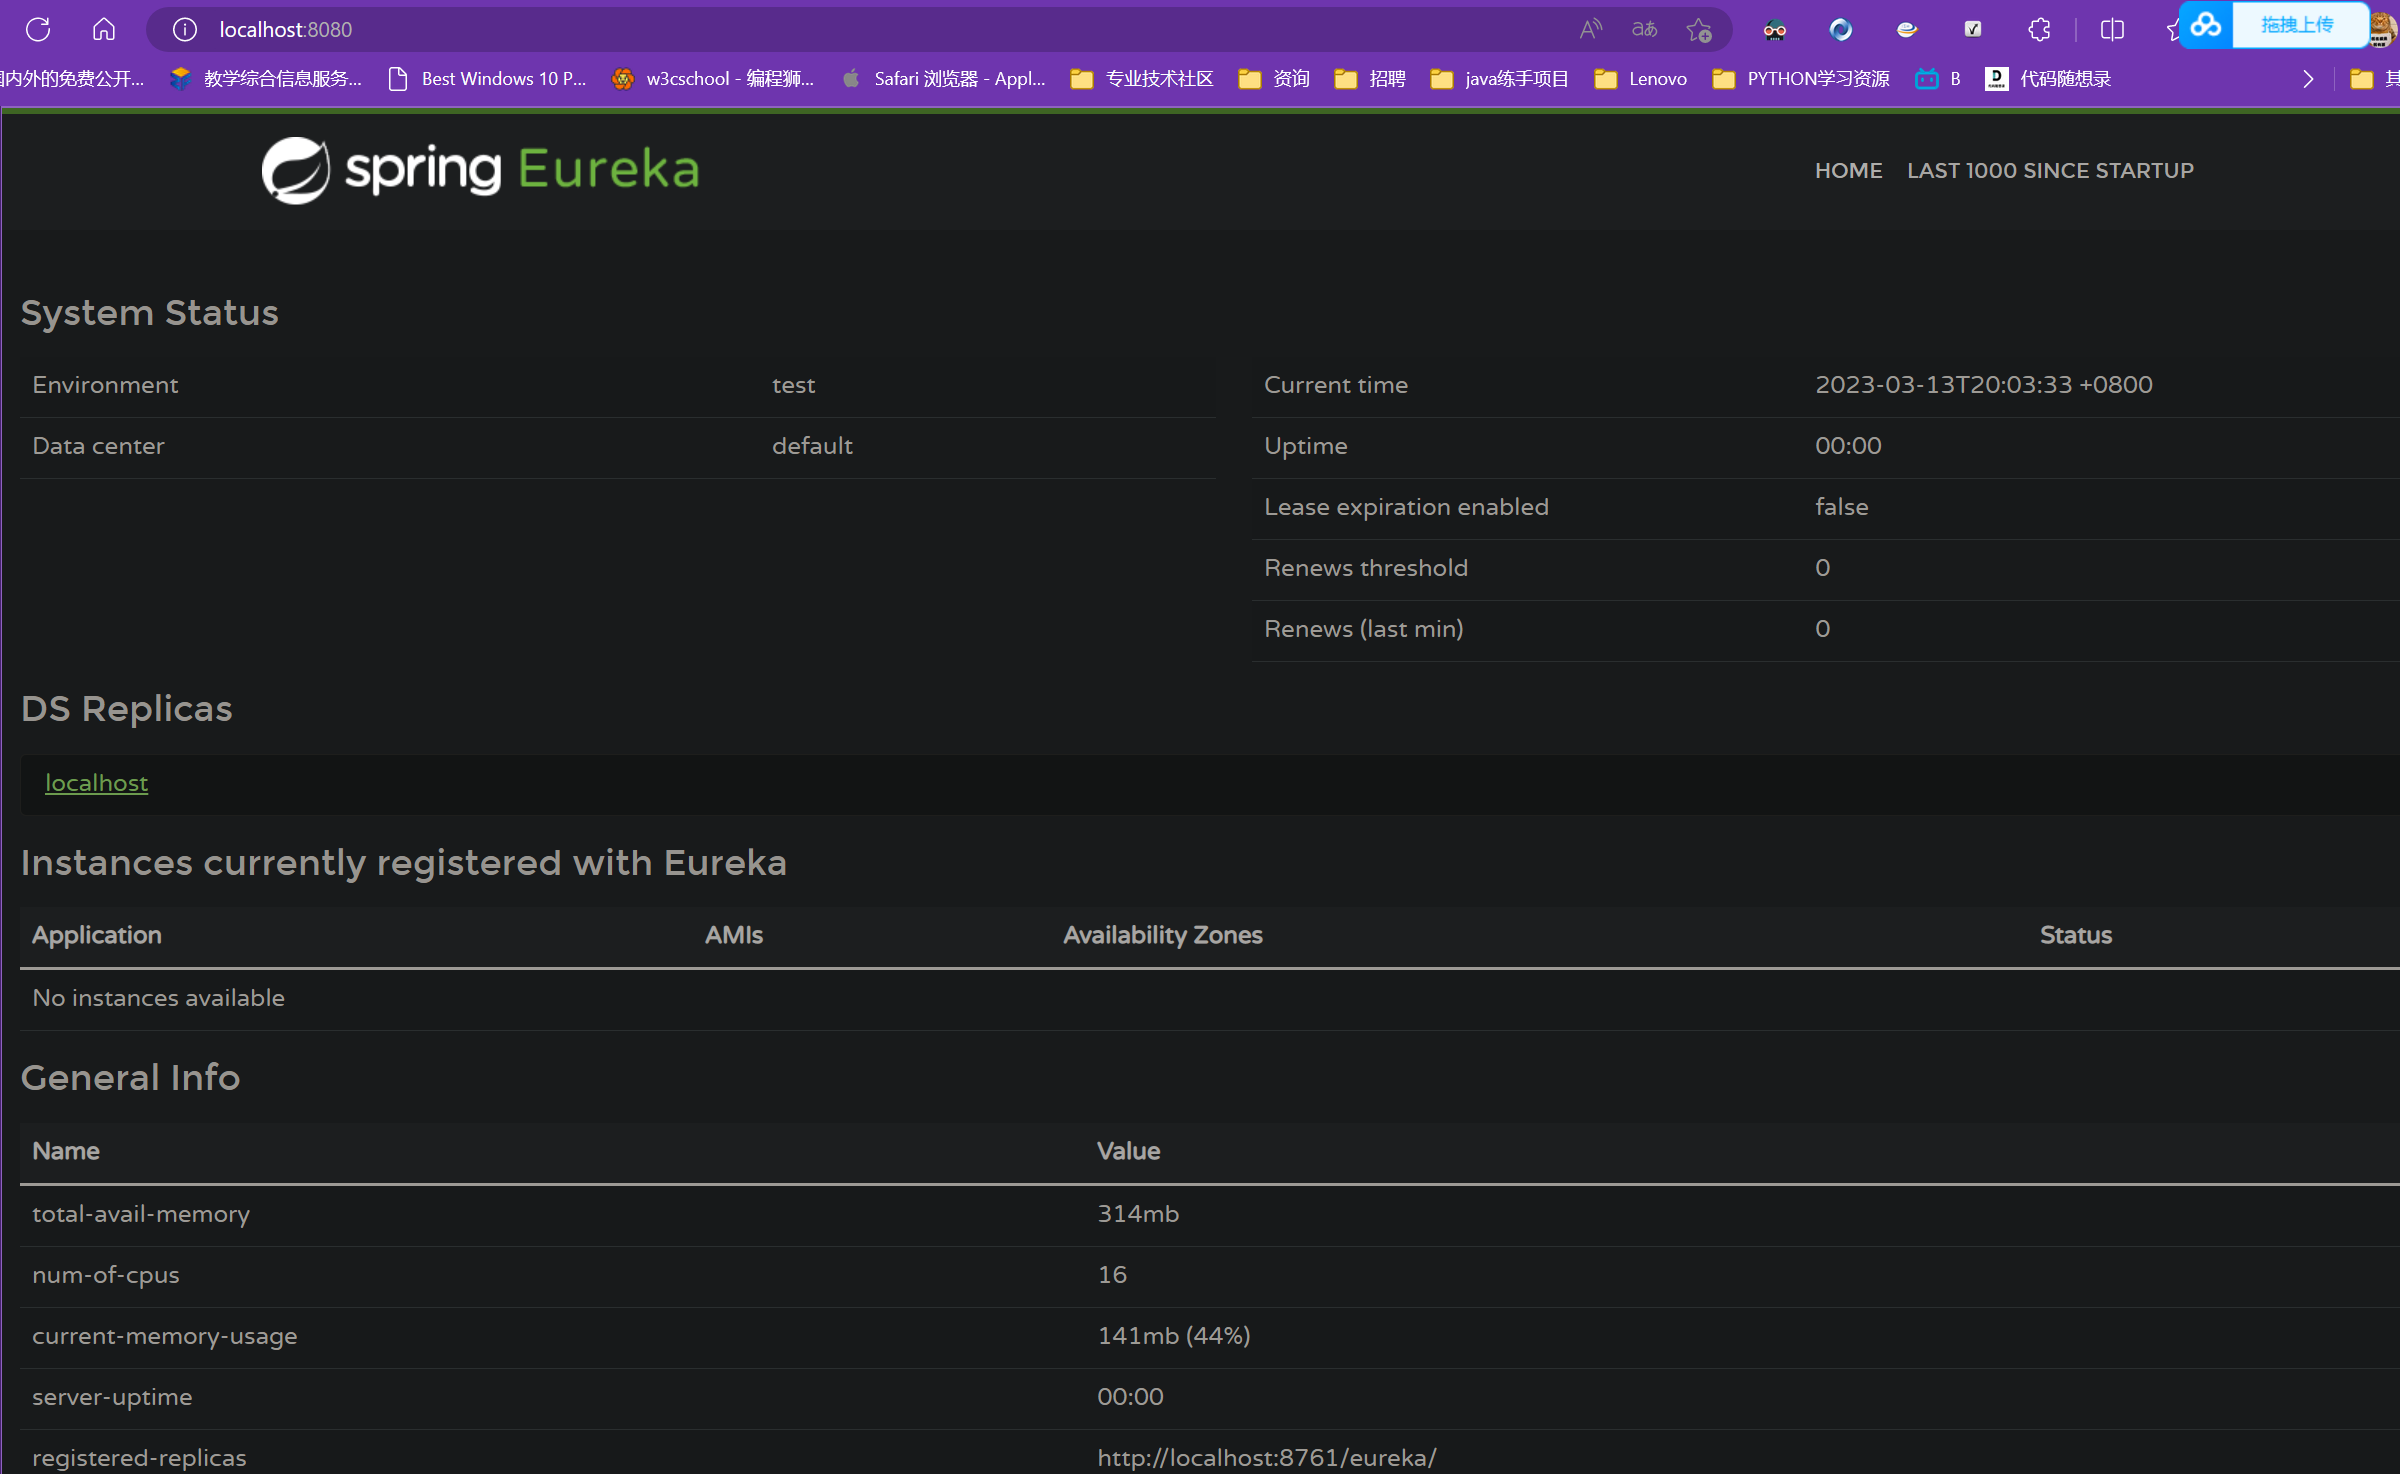 localhost:8080
拖拽上传
国内外的免费公开... 教学综合信息服务... Best Windows 10 P... w3cschool - 编程狮... Safari 浏览器 - Appl... 专业技术社区 资询 招聘 java练手项目 Lenovo PYTHON学习资源 B 代码随想录
spring Eureka
HOME LAST 1000 SINCE STARTUP
System Status
Environment test Current time 2023-03-13T20:03:33 +0800
Data center default Uptime 00:00
Lease expiration enabled false
Renews threshold 0
Renews (last min) 0
DS Replicas
localhost
Instances currently registered with Eureka
Application AMIs Availability Zones Status
No instances available
General Info
Name Value
total-avail-memory 314mb
num-of-cpus 16
current-memory-usage 141mb (44%)
server-uptime 00:00
registered-replicas http://localhost:8761/eureka/